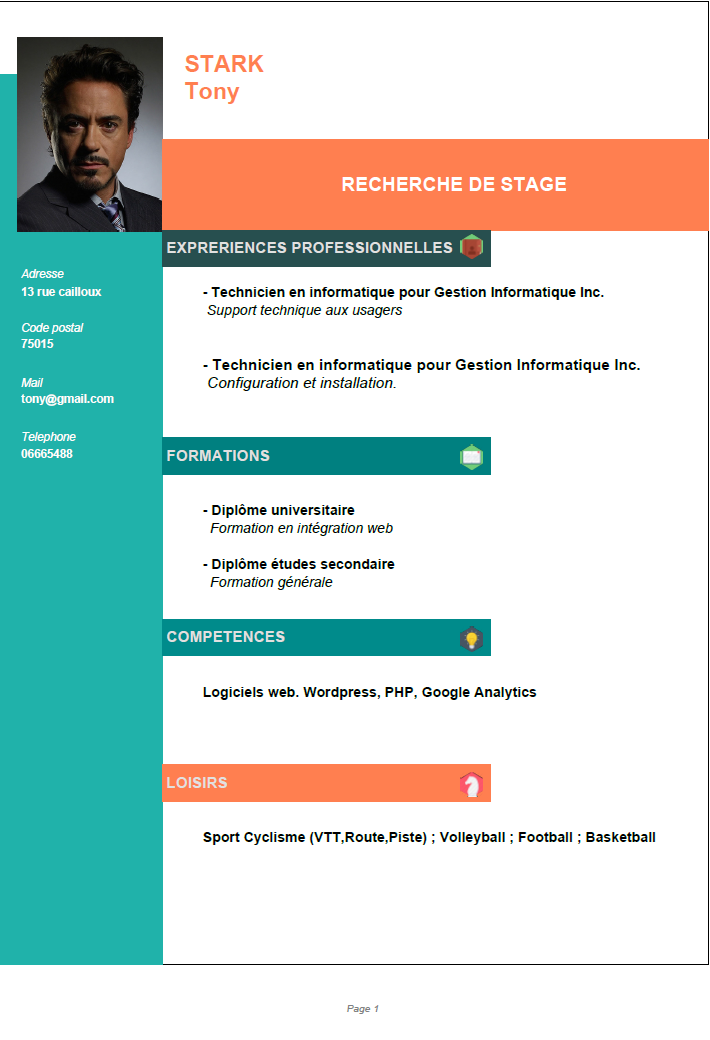 STARK
Tony
RECHERCHE DE STAGE
EXPRERIENCES PROFESSIONNELLES
Adresse
13 rue cailloux
Code postal
75015
Mail
tony@gmail.com
Telephone
06665488
- Technicien en informatique pour Gestion Informatique Inc.
Support technique aux usagers
- Technicien en informatique pour Gestion Informatique Inc.
Configuration et installation.
FORMATIONS
- Diplôme universitaire
Formation en intégration web
- Diplôme études secondaire
Formation générale
COMPETENCES
Logiciels web. Wordpress, PHP, Google Analytics
LOISIRS
Sport Cyclisme (VTT,Route,Piste) ; Volleyball ; Football ; Basketball
Page 1